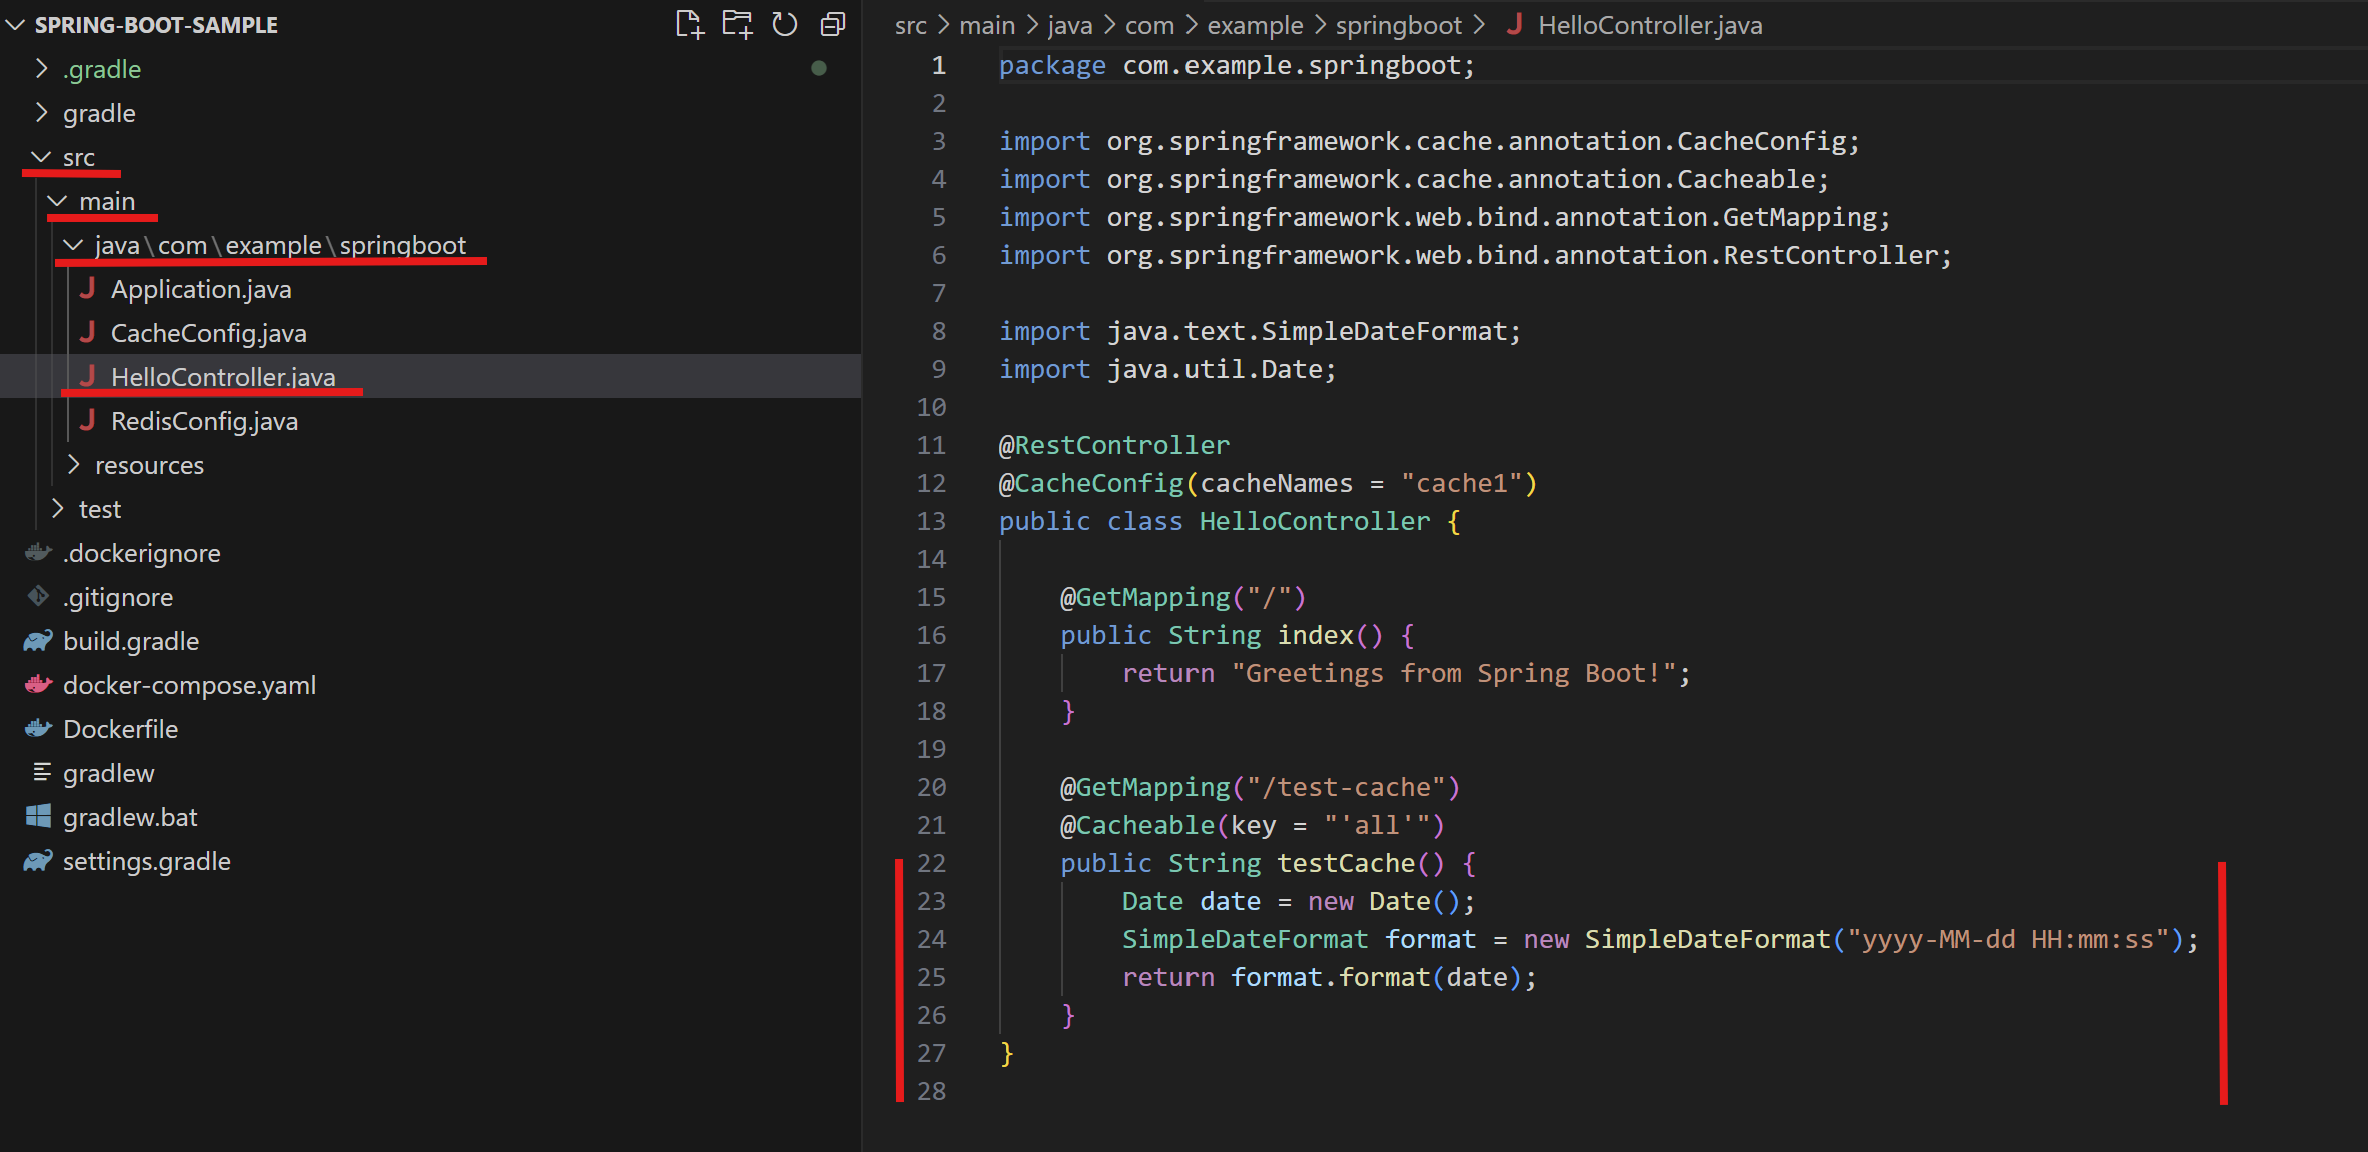 SPRING-BOOT-SAMPLE
.gradle
gradle
src
main
java\com\example\springboot
Application.java
CacheConfig.java
HelloController.java
RedisConfig.java
resources
test
.dockerignore
.gitignore
build.gradle
docker-compose.yaml
Dockerfile
gradlew
gradlew.bat
settings.gradle
src > main > java > com > example > springboot > HelloController.java
1 package com.example.springboot;
2
3 import org.springframework.cache.annotation.CacheConfig;
4 import org.springframework.cache.annotation.Cacheable;
5 import org.springframework.web.bind.annotation.GetMapping;
6 import org.springframework.web.bind.annotation.RestController;
7
8 import java.text.SimpleDateFormat;
9 import java.util.Date;
10
11 @RestController
12 @CacheConfig(cacheNames = "cache1")
13 public class HelloController {
14
15     @GetMapping("/")
16     public String index() {
17         return "Greetings from Spring Boot!";
18     }
19
20     @GetMapping("/test-cache")
21     @Cacheable(key = "'all'")
22     public String testCache() {
23         Date date = new Date();
24         SimpleDateFormat format = new SimpleDateFormat("yyyy-MM-dd HH:mm:ss");
25         return format.format(date);
26     }
27 }
28